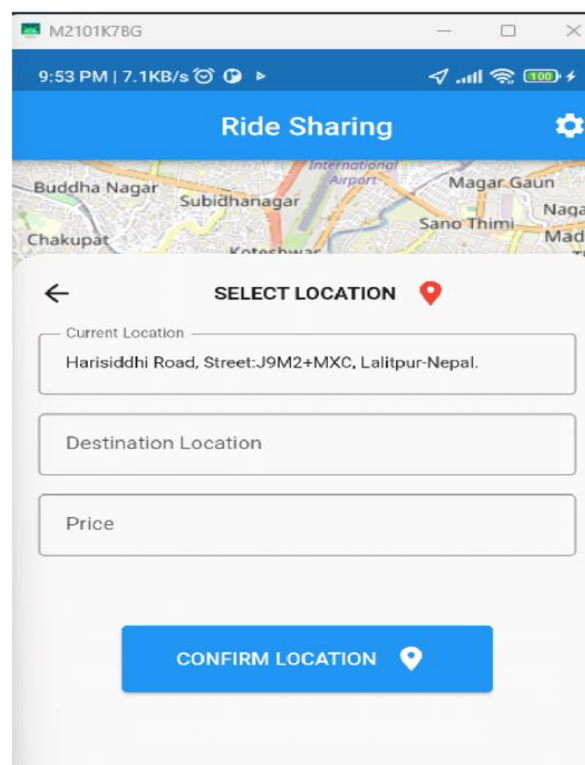 M2101K7BG
9:53 PM | 7.1KB/s
100
Ride Sharing
International
Airport
Buddha Nagar
Subidhanagar
Magar Gaun
Naga
Sano Thimi
Mad
Chakupat
Koteshwar
SELECT LOCATION
Current Location
Harisiddhi Road, Street:J9M2+MXC, Lalitpur-Nepal.
Destination Location
Price
CONFIRM LOCATION